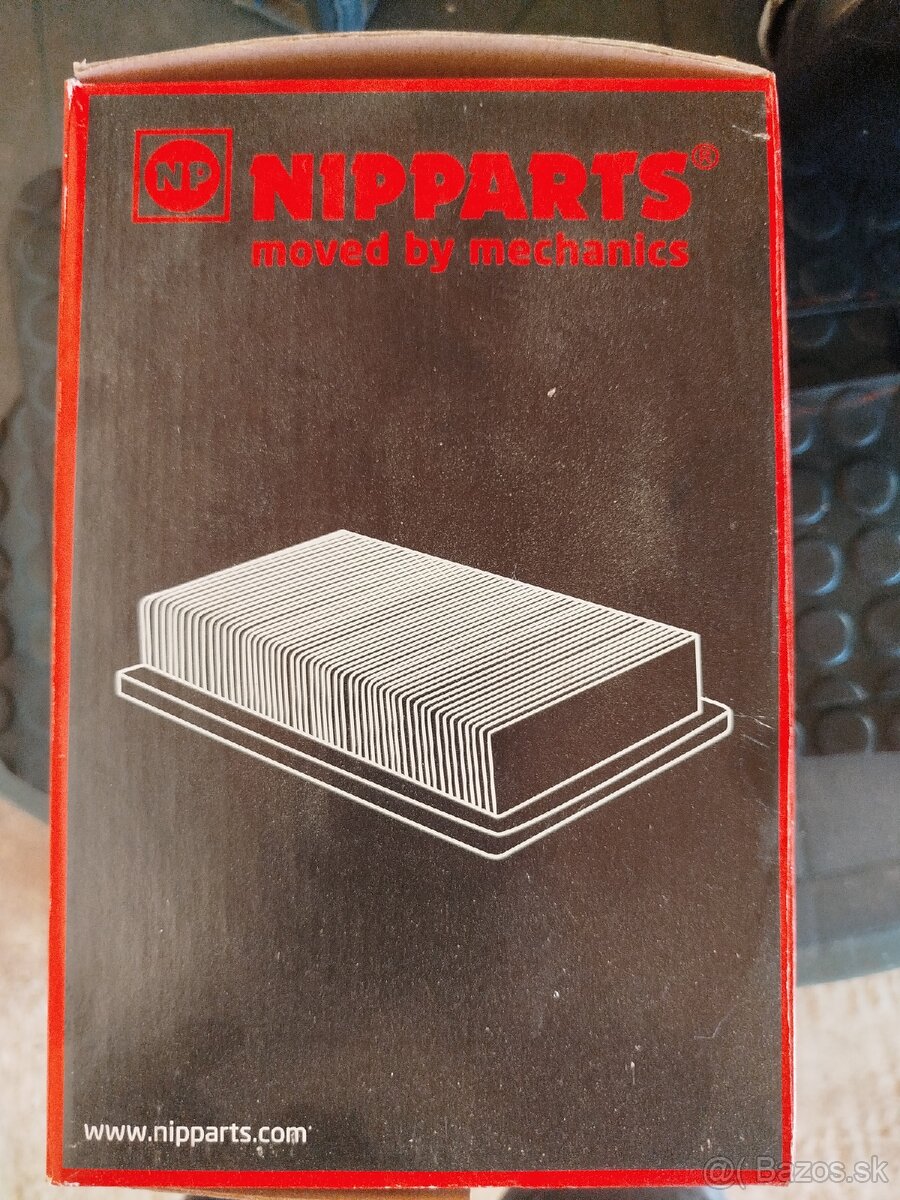 NP NIPPARTS®
moved by mechanics
www.nipparts.com
@( Bazos.sk